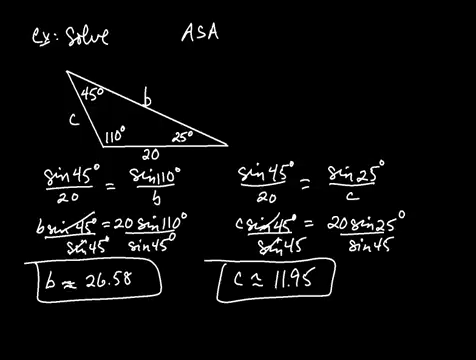 ex: Solve ASA
45°
b
c
110° 25°
20
sin45°/20 = sin110°/b
sin45°/20 = sin25°/c
b sin45°/sin45° = 20 sin110°/sin45°
c sin45°/sin45 = 20 sin25°/sin45
b ≈ 26.58
c ≈ 11.95